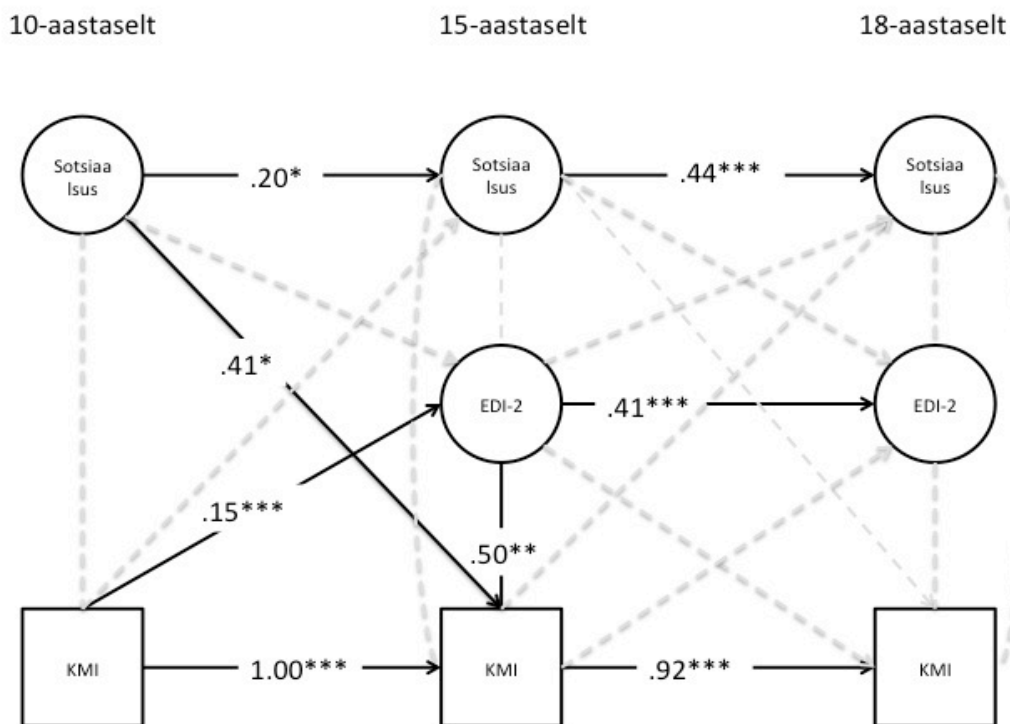 10-aastaselt
15-aastaselt
18-aastaselt
Sotsiaa
lsus
.20*
Sotsiaa
lsus
.44***
Sotsiaa
lsus
.41*
EDI-2
.41***
EDI-2
.15***
.50**
KMI
1.00***
KMI
.92***
KMI